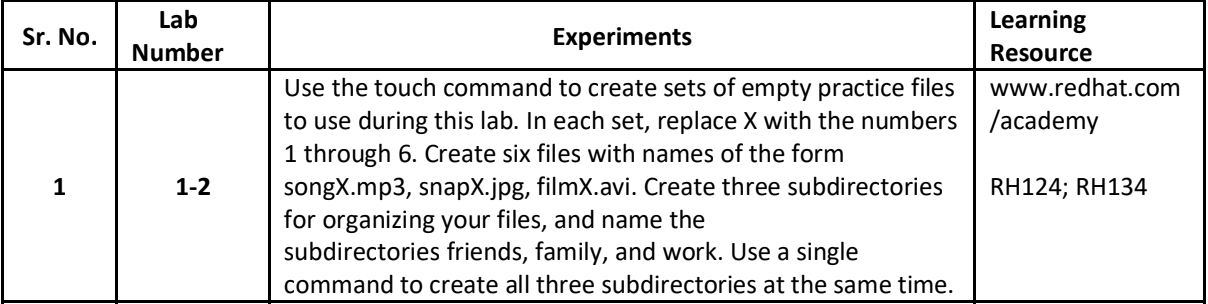 Sr. No.
Lab
Number
Experiments
Learning
Resource
1
1-2
Use the touch command to create sets of empty practice files
to use during this lab. In each set, replace X with the numbers
1 through 6. Create six files with names of the form
songX.mp3, snapX.jpg, filmX.avi. Create three subdirectories
for organizing your files, and name the
subdirectories friends, family, and work. Use a single
command to create all three subdirectories at the same time.
www.redhat.com
/academy
RH124; RH134